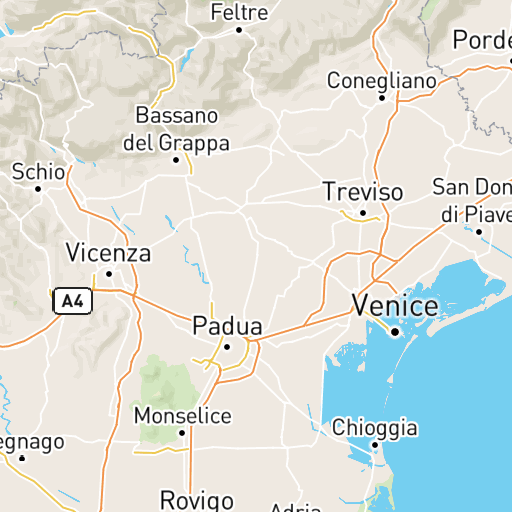 Feltre
Porde
Conegliano
Bassano
del Grappa
Schio
Treviso
San Don
di Piave
Vicenza
A4
Venice
Padua
Monselice
Chioggia
egnago
Rovigo
Adria